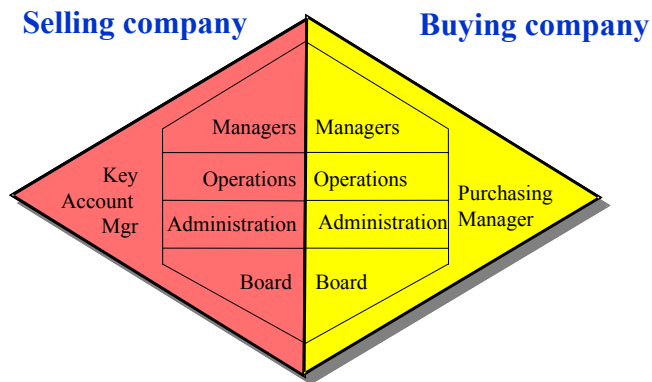 Selling company
Buying company
Managers
Managers
Key
Account
Mgr
Operations
Operations
Purchasing
Manager
Administration
Administration
Board
Board